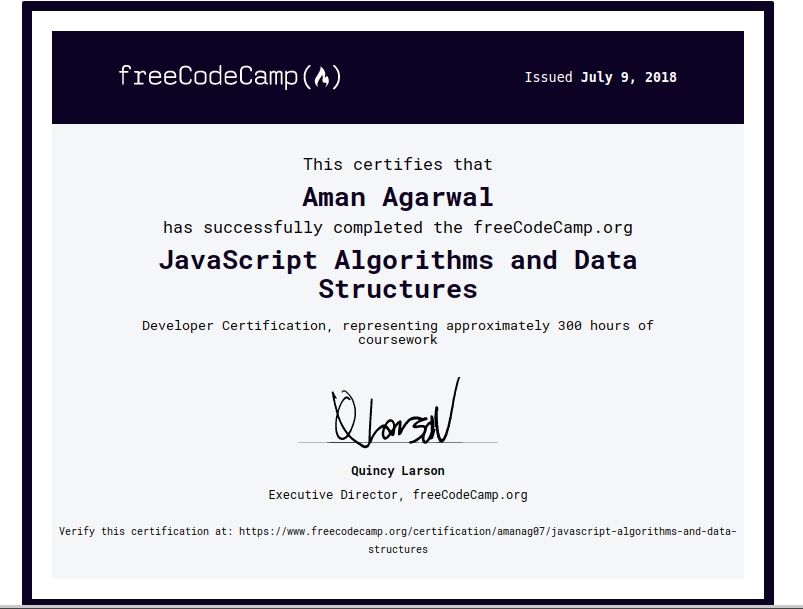 freeCodeCamp(🔥)
Issued July 9, 2018
This certifies that
Aman Agarwal
has successfully completed the freeCodeCamp.org
JavaScript Algorithms and Data
Structures
Developer Certification, representing approximately 300 hours of
coursework
Q Larson
Quincy Larson
Executive Director, freeCodeCamp.org
Verify this certification at: https://www.freecodecamp.org/certification/amanag07/javascript-algorithms-and-data-
structures